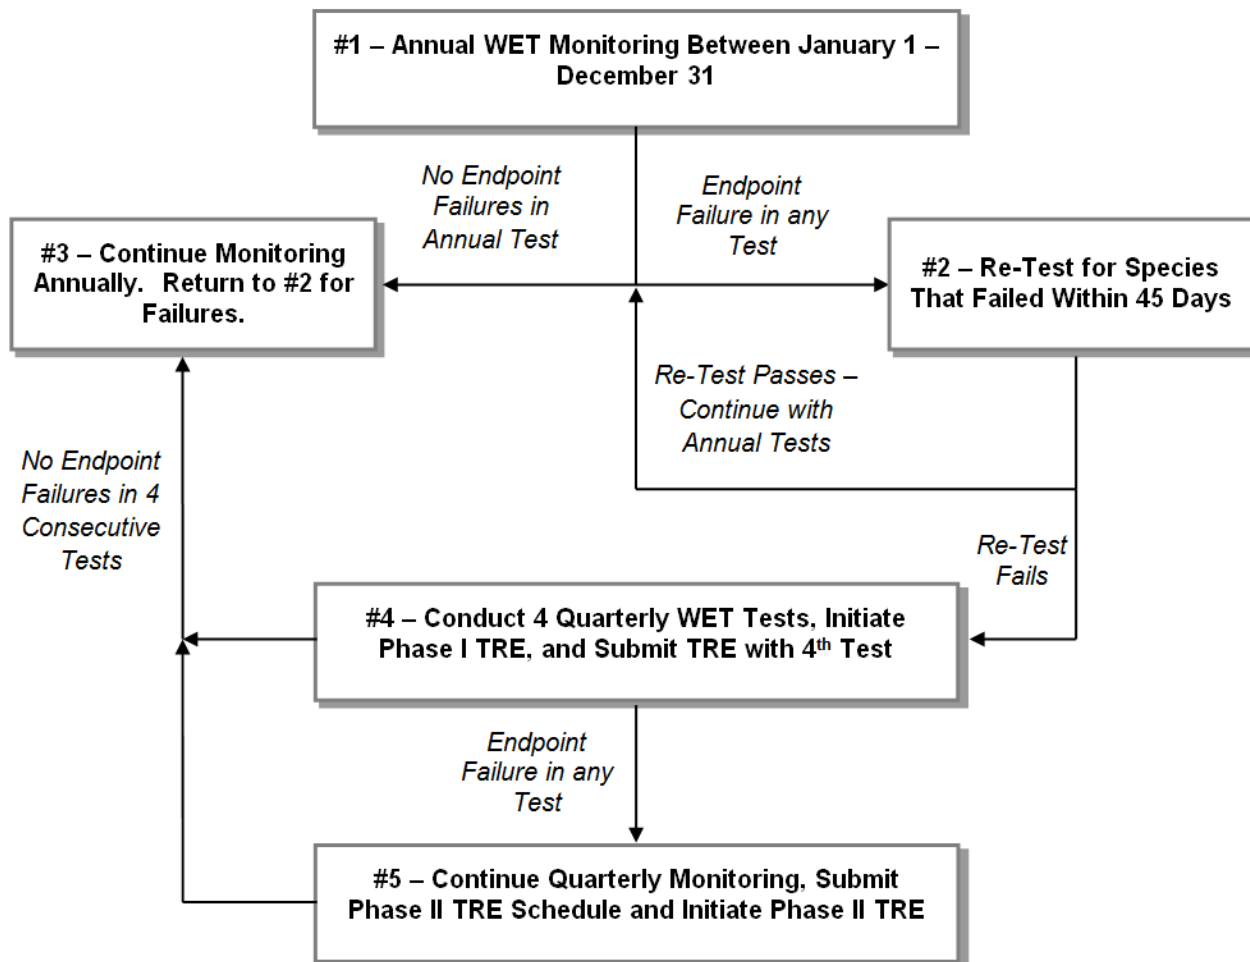 #1 – Annual WET Monitoring Between January 1 –
December 31
No Endpoint
Failures in
Annual Test
Endpoint
Failure in any
Test
#3 – Continue Monitoring
Annually.  Return to #2 for
Failures.
#2 – Re-Test for Species
That Failed Within 45 Days
Re-Test Passes –
Continue with
Annual Tests
No Endpoint
Failures in 4
Consecutive
Tests
Re-Test
Fails
#4 – Conduct 4 Quarterly WET Tests, Initiate
Phase I TRE, and Submit TRE with 4th Test
Endpoint
Failure in any
Test
#5 – Continue Quarterly Monitoring, Submit
Phase II TRE Schedule and Initiate Phase II TRE